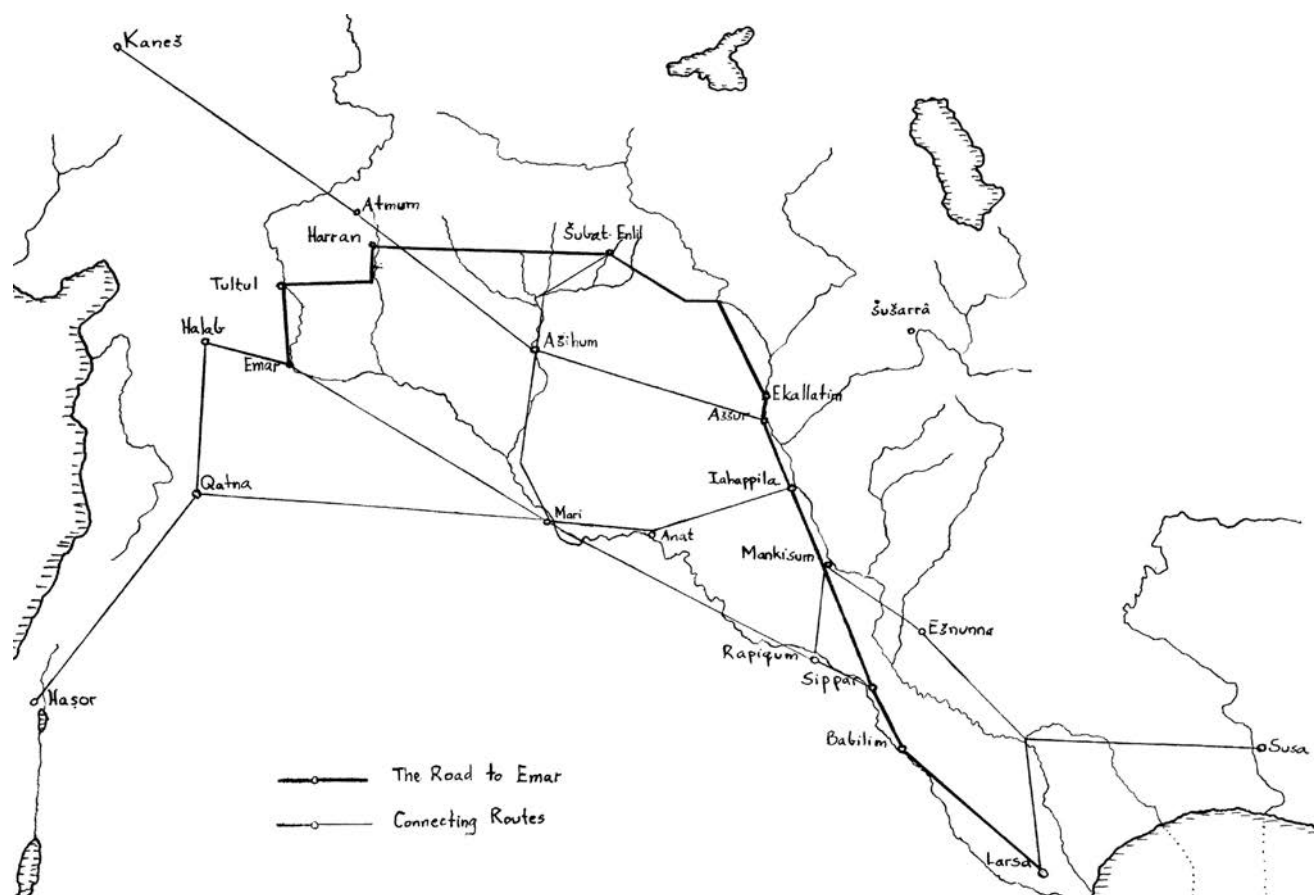 Kaneš
Atmum
Harran
Šubat-Enlil
Tultul
Šušarrâ
Halab
Ašihum
Emar
Ekallatim
Aššur
Qatna
Iahappila
Mari
Anat
Mankisum
Ešnunna
Rapiqum
Sippar
Haṣor
Babilim
Susa
The Road to Emar
Connecting Routes
Larsa